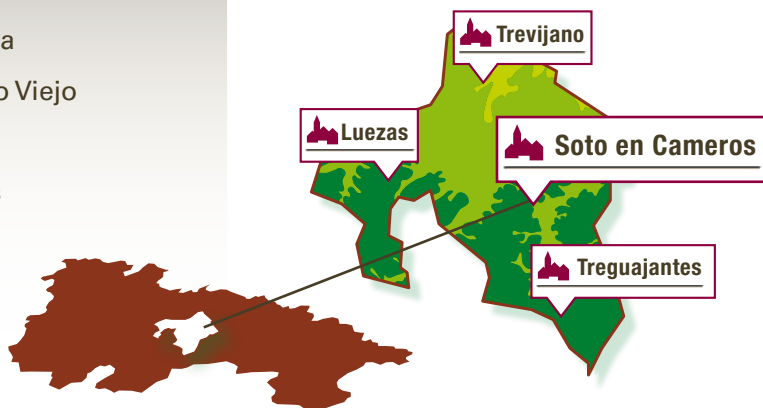 a
o Viejo
Trevijano
Luezas
Soto en Cameros
Treguajantes